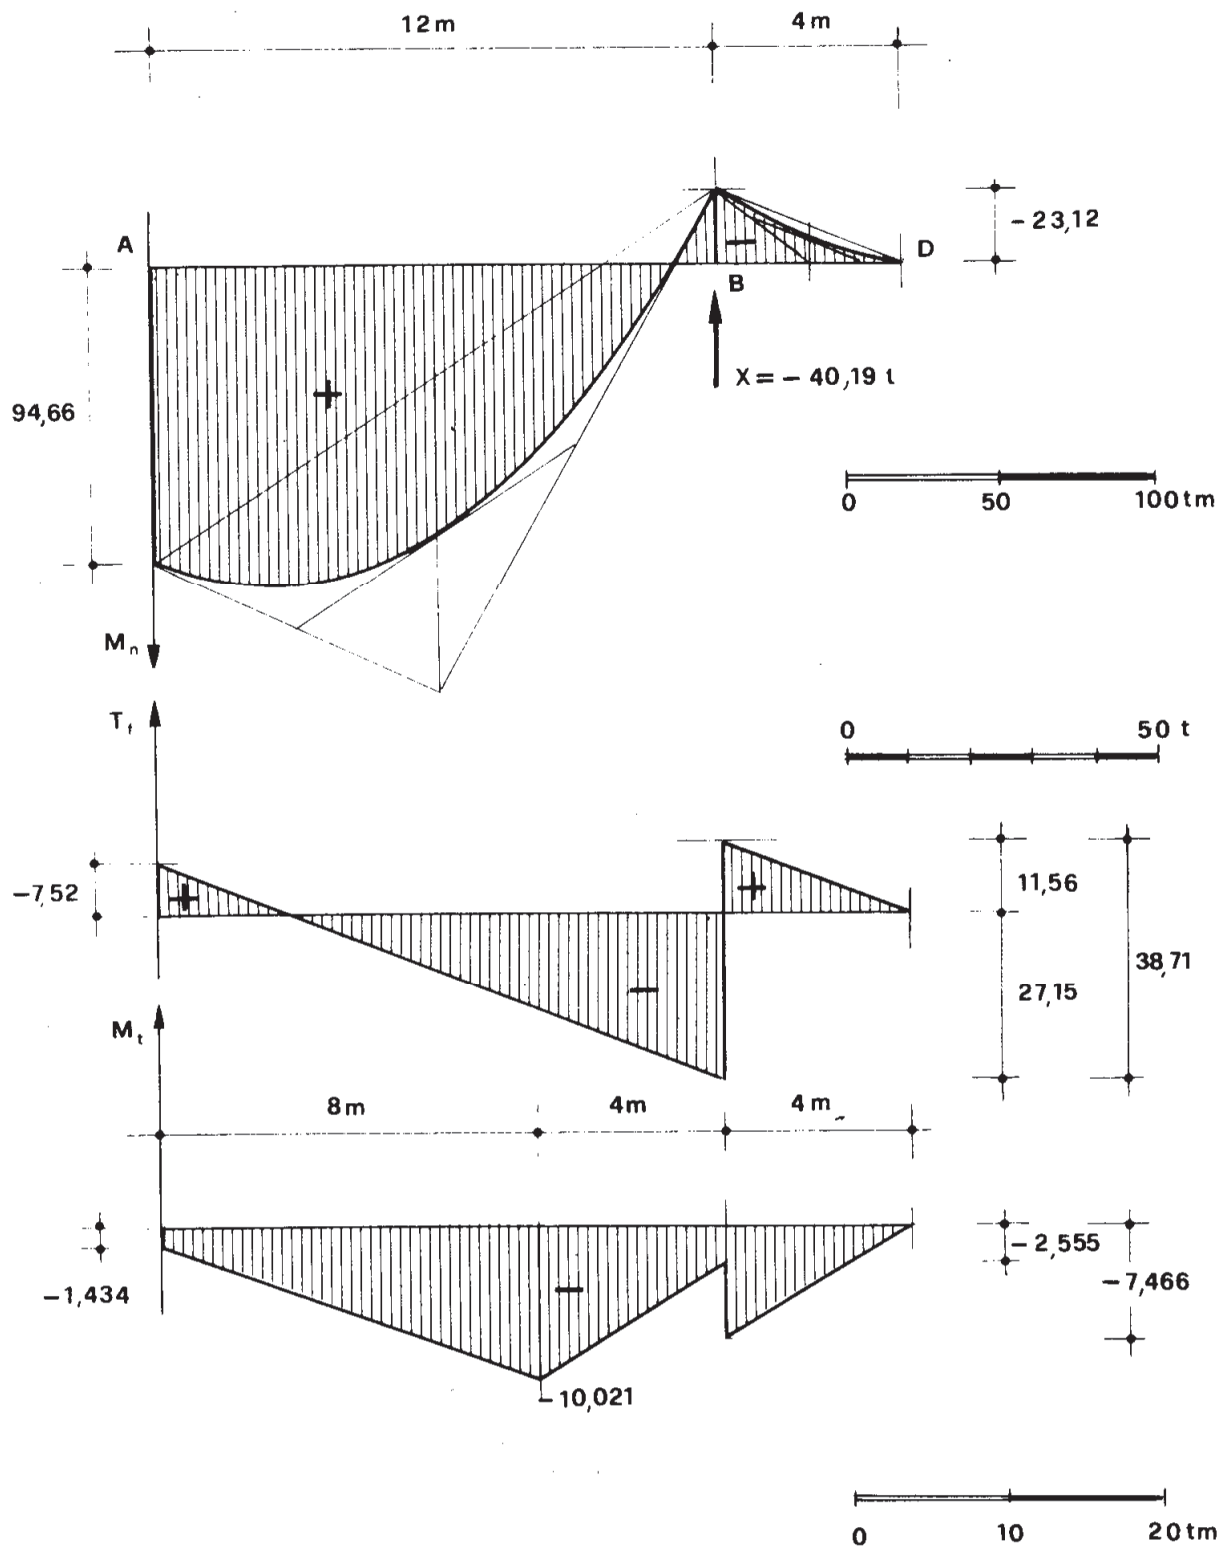 12m
4m
A
D
-23,12
B
X = - 40,19 t
94,66
0 50 100tm
Mn
Tt
0 50 t
-7,52
11,56
38,71
27,15
Mt
8m
4m
4m
-2,555
-1,434
-7,466
-10,021
0 10 20tm